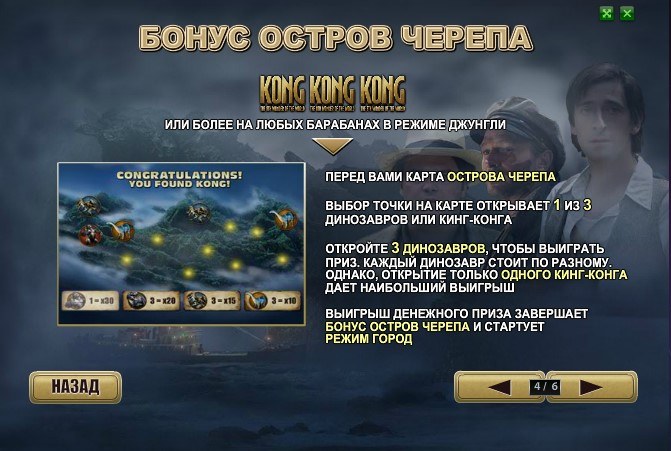 БОНУС ОСТРОВ ЧЕРЕПА
KONG KONG KONG
ИЛИ БОЛЕЕ НА ЛЮБЫХ БАРАБАНАХ В РЕЖИМЕ ДЖУНГЛИ
CONGRATULATIONS!
YOU FOUND KONG!
1 = x30 3 = x20 3 = x15 3 = x10
ПЕРЕД ВАМИ КАРТА ОСТРОВА ЧЕРЕПА
ВЫБОР ТОЧКИ НА КАРТЕ ОТКРЫВАЕТ 1 ИЗ 3
ДИНОЗАВРОВ ИЛИ КИНГ-КОНГА
ОТКРОЙТЕ 3 ДИНОЗАВРОВ, ЧТОБЫ ВЫИГРАТЬ
ПРИЗ. КАЖДЫЙ ДИНОЗАВР СТОИТ ПО РАЗНОМУ.
ОДНАКО, ОТКРЫТИЕ ТОЛЬКО ОДНОГО КИНГ-КОНГА
ДАЕТ НАИБОЛЬШИЙ ВЫИГРЫШ
ВЫИГРЫШ ДЕНЕЖНОГО ПРИЗА ЗАВЕРШАЕТ
БОНУС ОСТРОВ ЧЕРЕПА И СТАРТУЕТ
РЕЖИМ ГОРОД
НАЗАД
4 / 6